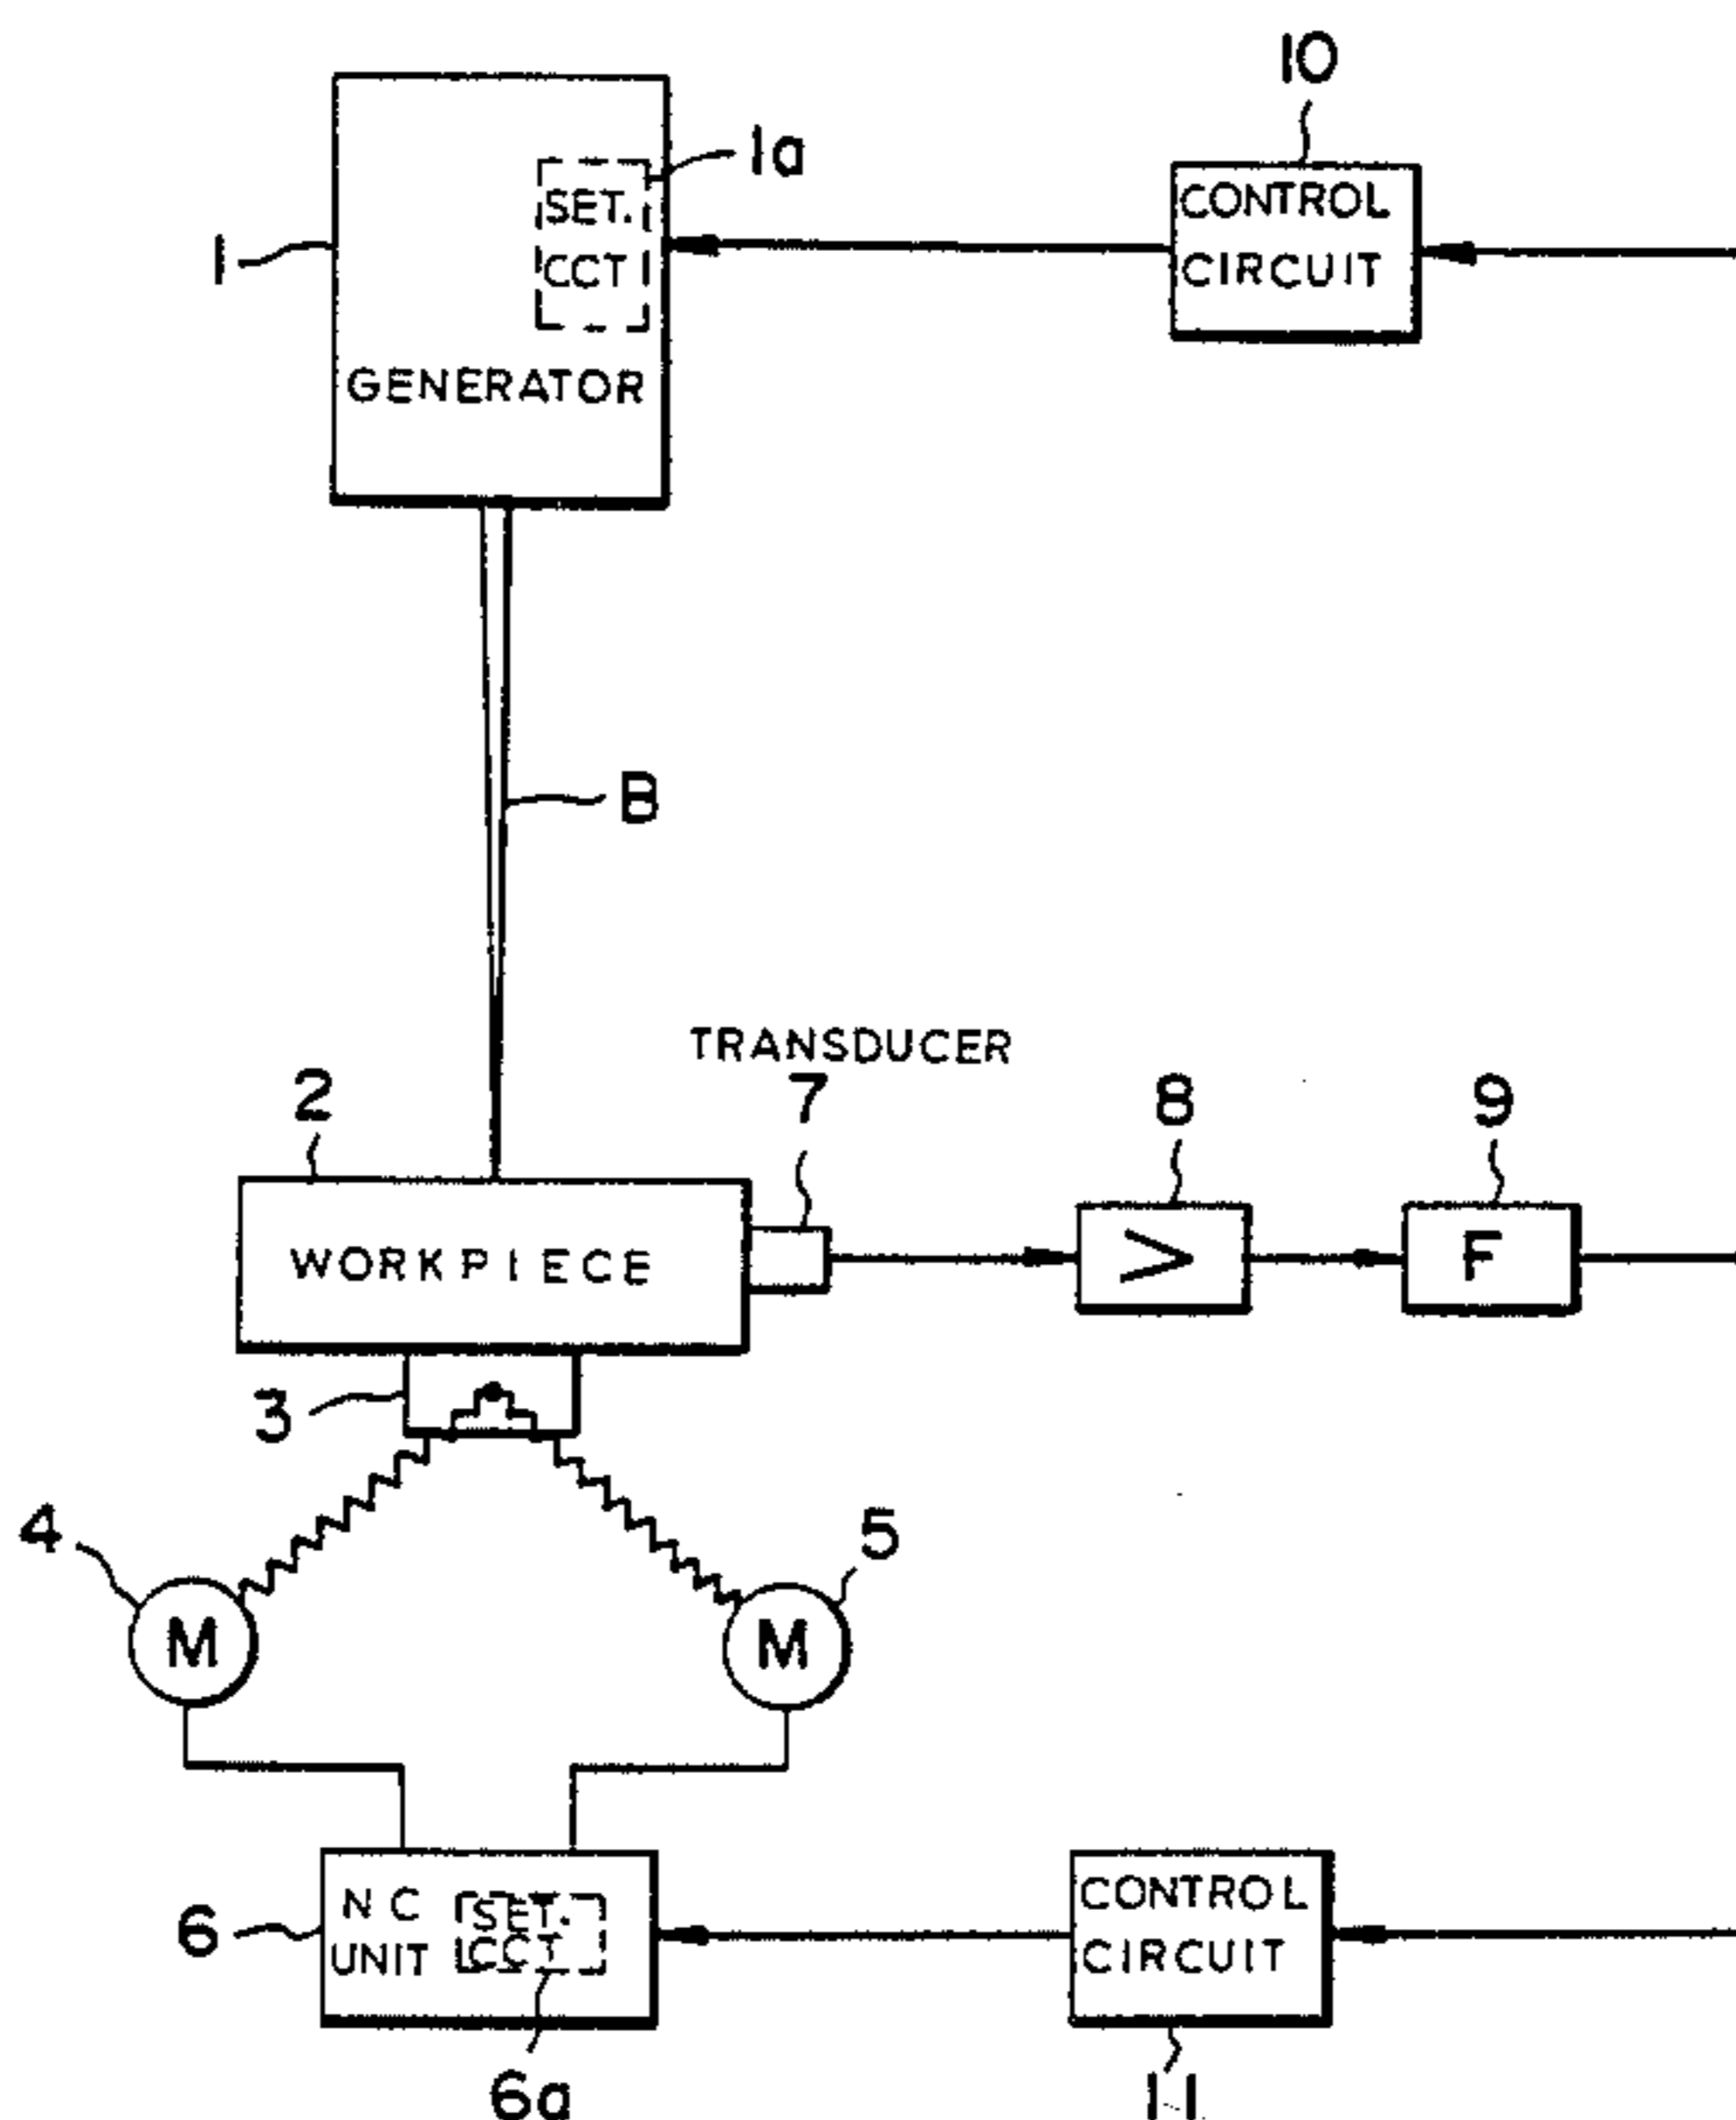 10
1a
SET.
CCT
CONTROL
CIRCUIT
1
GENERATOR
B
TRANSDUCER
2
7
8
9
WORKPIECE
>
F
3
4
5
M
M
NC
UNIT
SET.
CCT
CONTROL
CIRCUIT
6
6a
11